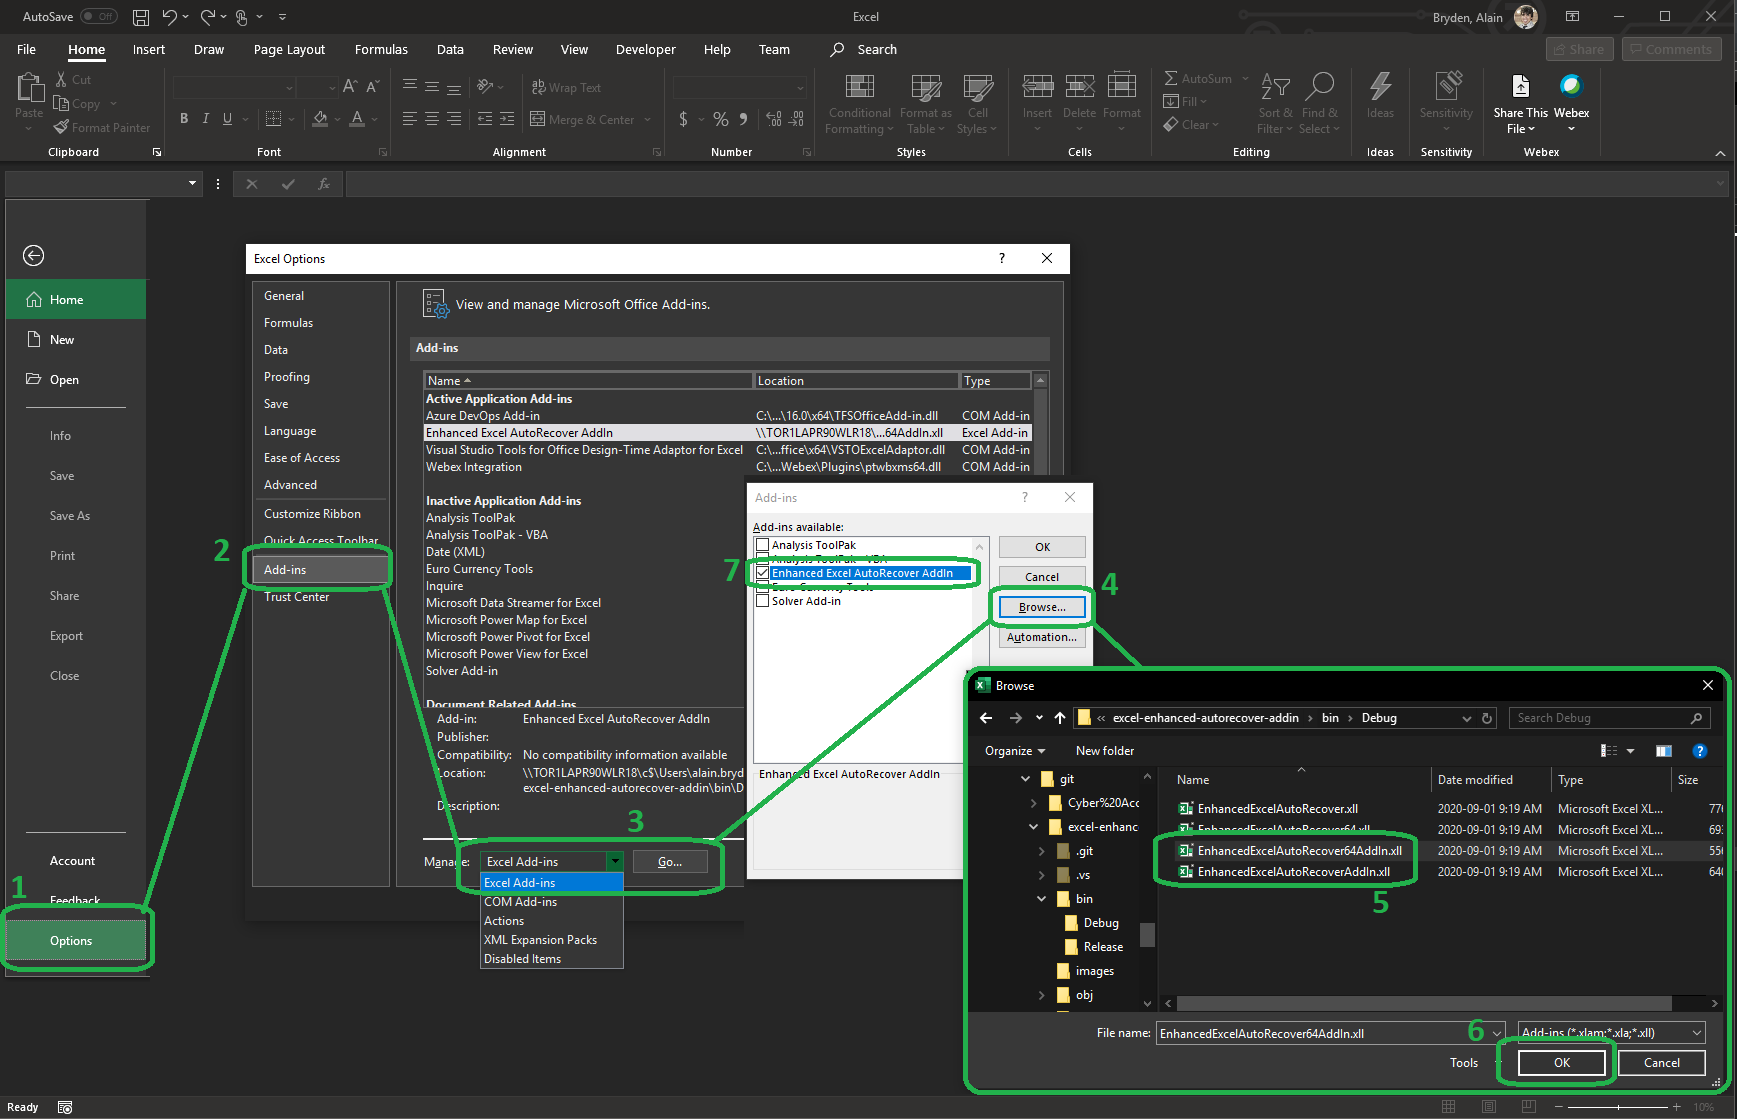 AutoSave Off
Excel
Bryden, Alain
File Home Insert Draw Page Layout Formulas Data Review View Developer Help Team Search
Share Comments
Paste
Cut
Copy
Format Painter
Clipboard
B I U
Font
Wrap Text
Merge & Center
Alignment
$ % 9
Number
Conditional Formatting
Format as Table
Cell Styles
Styles
Insert Delete Format
Cells
AutoSum
Fill
Clear
Sort & Filter
Find & Select
Editing
Ideas
Ideas
Sensitivity
Sensitivity
Share This File
Webex
Webex
fx
Home
New
Open
Info
Save
Save As
Print
Share
Export
Close
Account
Feedback
1
Options
Excel Options ?
General
Formulas
Data
Proofing
Save
Language
Ease of Access
Advanced
Customize Ribbon
Quick Access Toolbar
2
Add-ins
Trust Center
View and manage Microsoft Office Add-ins.
Add-ins
Name Location Type
Active Application Add-ins
Azure DevOps Add-in C:\...\16.0\x64\TFSOfficeAdd-in.dll COM Add-in
Enhanced Excel AutoRecover AddIn \\TOR1LAPR90WLR18\...64AddIn.xll Excel Add-in
Visual Studio Tools for Office Design-Time Adaptor for Excel C:\...ffice\x64\VSTOExcelAdaptor.dll COM Add-in
Webex Integration C:\...Webex\Plugins\ptwbxms64.dll COM Add-in
Inactive Application Add-ins
Analysis ToolPak
Analysis ToolPak - VBA
Date (XML)
Euro Currency Tools
Inquire
Microsoft Data Streamer for Excel
Microsoft Power Map for Excel
Microsoft Power Pivot for Excel
Microsoft Power View for Excel
Solver Add-in
Document Related Add-ins
Add-in: Enhanced Excel AutoRecover AddIn
Publisher:
Compatibility: No compatibility information available
Location: \\TOR1LAPR90WLR18\c$\Users\alain.bryd
excel-enhanced-autorecover-addin\bin\D
Description:
3
Manage: Excel Add-ins Go...
Excel Add-ins
COM Add-ins
Actions
XML Expansion Packs
Disabled Items
Add-ins ?
Add-ins available:
Analysis ToolPak
Analysis ToolPak - VBA
7
Enhanced Excel AutoRecover AddIn
Euro Currency Tools
Solver Add-in
OK
Cancel
4
Browse...
Automation...
Enhanced Excel AutoRecover AddIn
Browse
« excel-enhanced-autorecover-addin › bin › Debug
Search Debug
Organize New folder ?
git
Cyber%20Acc
excel-enhanc
.git
.vs
bin
Debug
Release
images
obj
Name Date modified Type Size
EnhancedExcelAutoRecover.xll 2020-09-01 9:19 AM Microsoft Excel XL... 77
EnhancedExcelAutoRecover64.xll 2020-09-01 9:19 AM Microsoft Excel XL... 69
EnhancedExcelAutoRecover64AddIn.xll 2020-09-01 9:19 AM Microsoft Excel XL... 55
EnhancedExcelAutoRecoverAddIn.xll 2020-09-01 9:19 AM Microsoft Excel XL... 640
5
6
File name: EnhancedExcelAutoRecover64AddIn.xll Add-ins (*.xlam;*.xla;*.xll)
Tools OK Cancel
Ready
10%